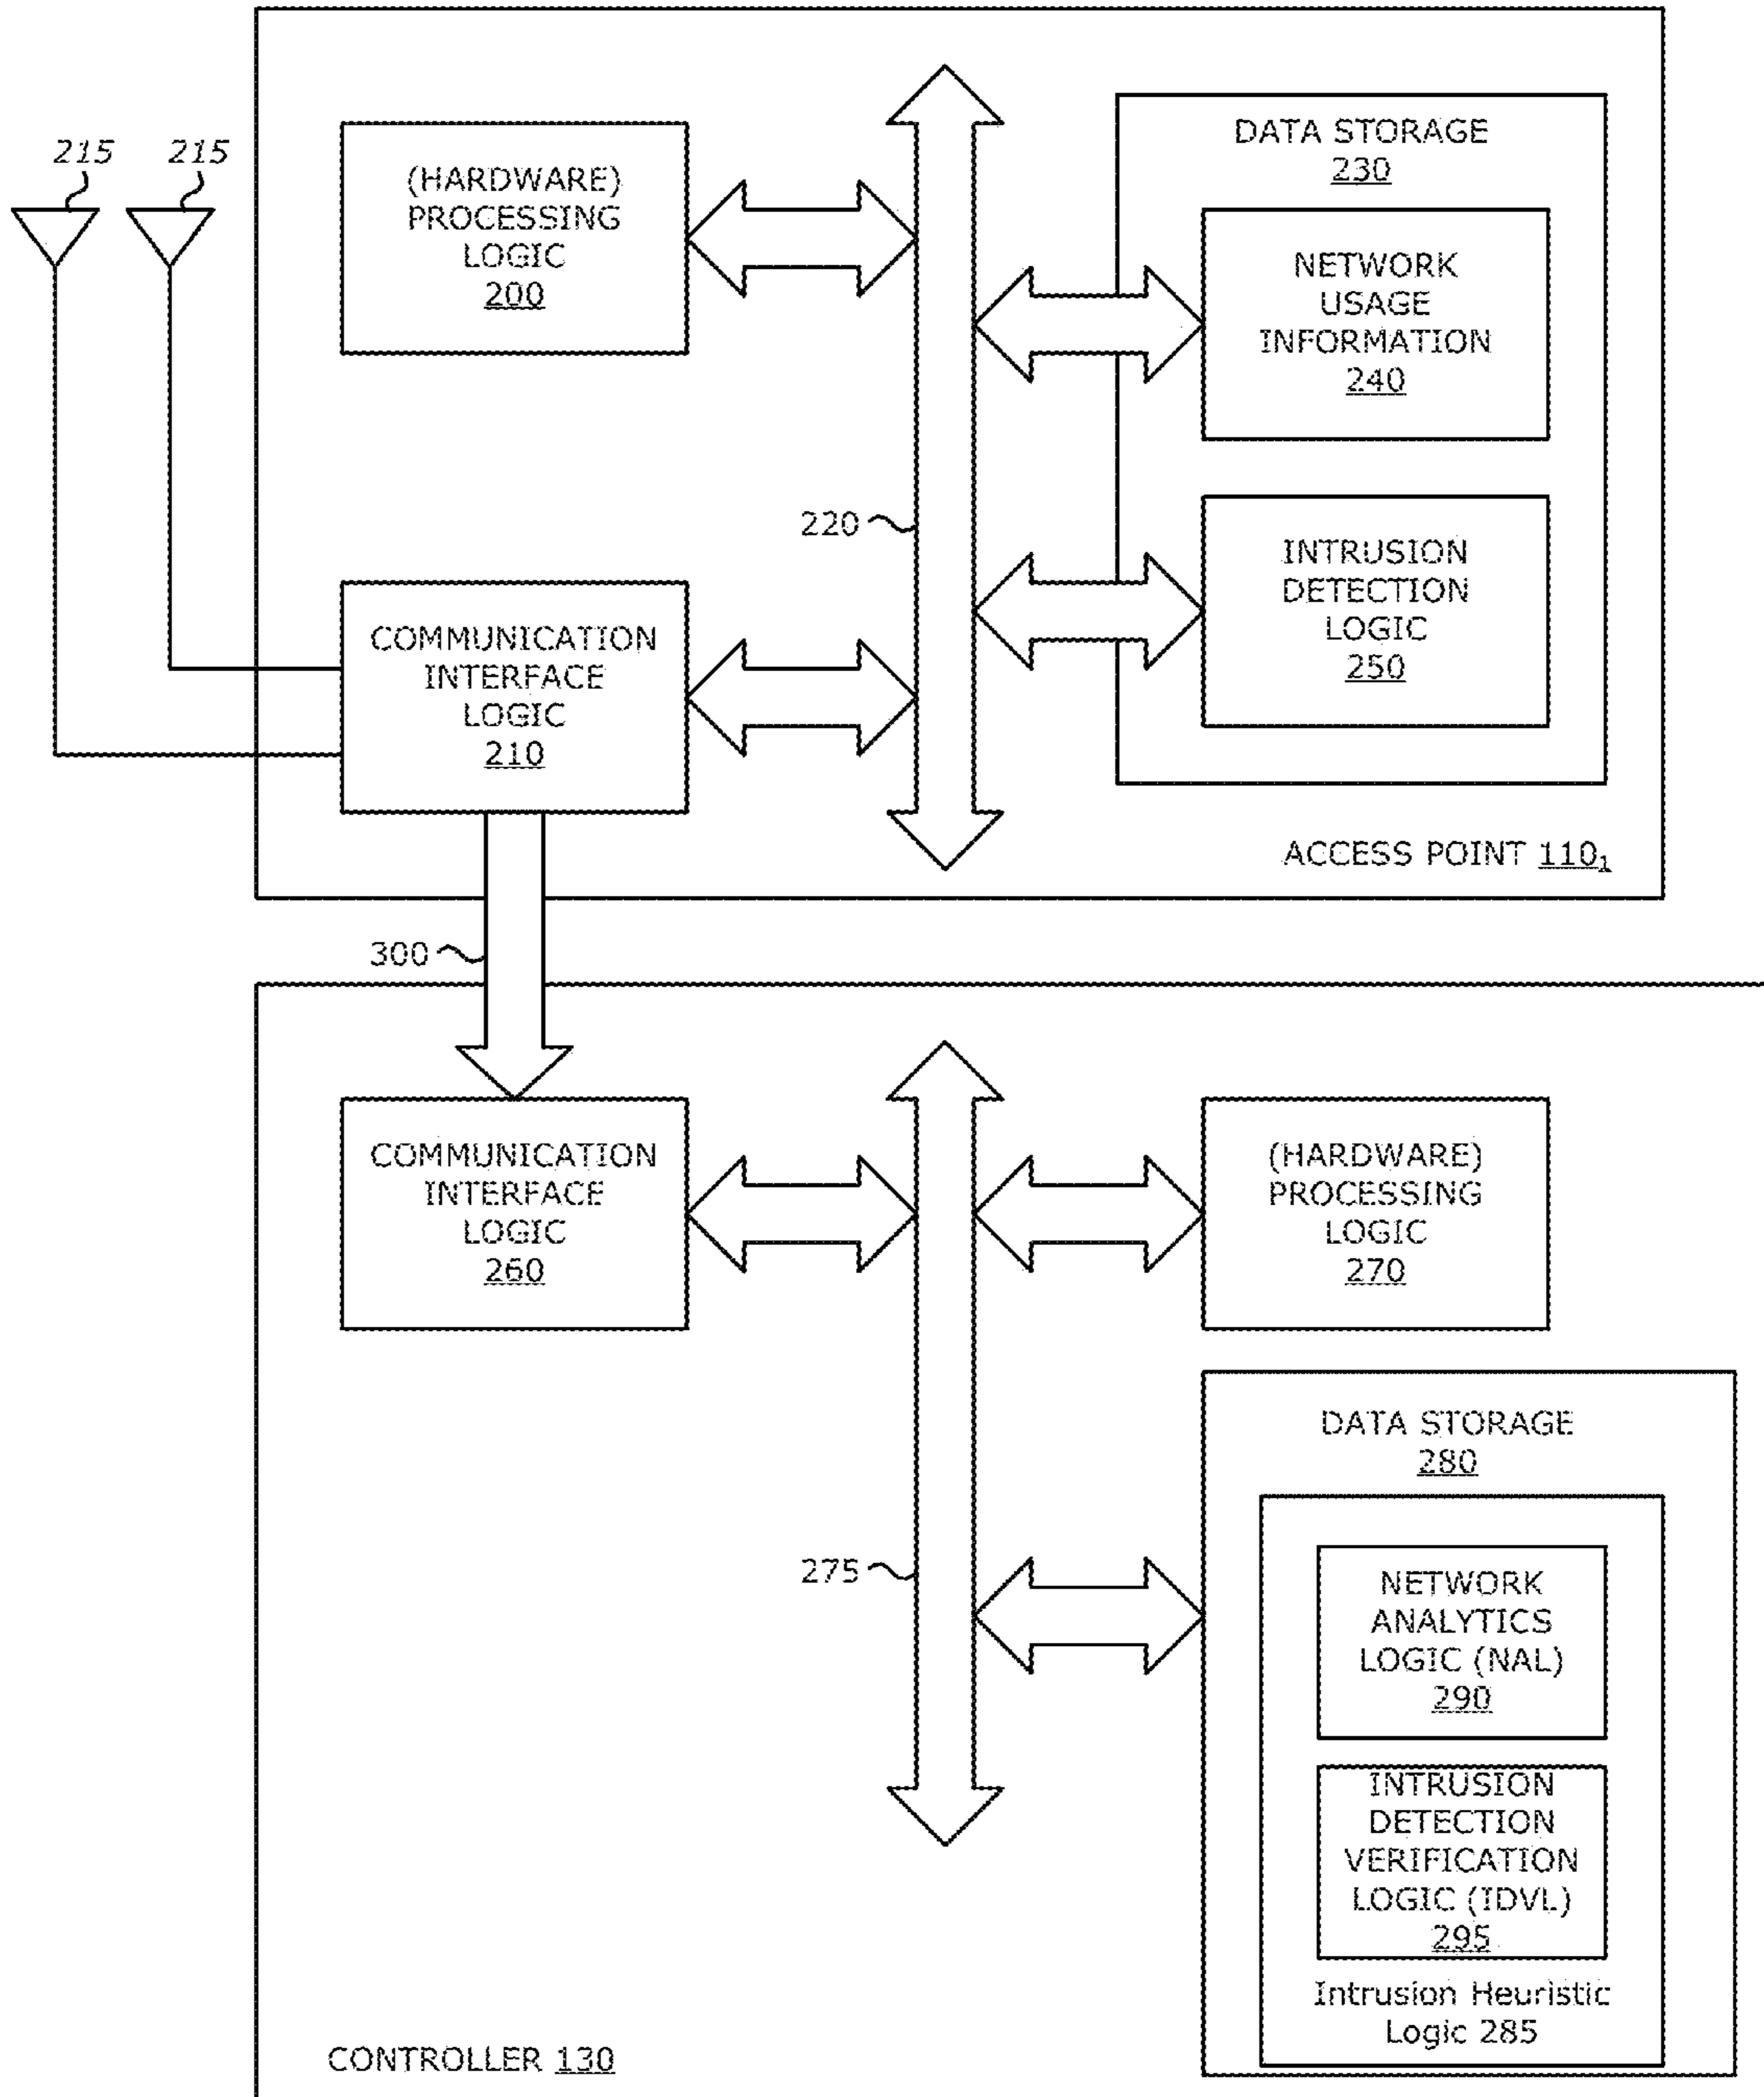 215 215
(HARDWARE)
PROCESSING
LOGIC
200
DATA STORAGE
230
NETWORK
USAGE
INFORMATION
240
220
INTRUSION
DETECTION
LOGIC
250
COMMUNICATION
INTERFACE
LOGIC
210
ACCESS POINT 110₁
300
COMMUNICATION
INTERFACE
LOGIC
260
(HARDWARE)
PROCESSING
LOGIC
270
DATA STORAGE
280
275
NETWORK
ANALYTICS
LOGIC (NAL)
290
INTRUSION
DETECTION
VERIFICATION
LOGIC (IDVL)
295
Intrusion Heuristic
Logic 285
CONTROLLER 130